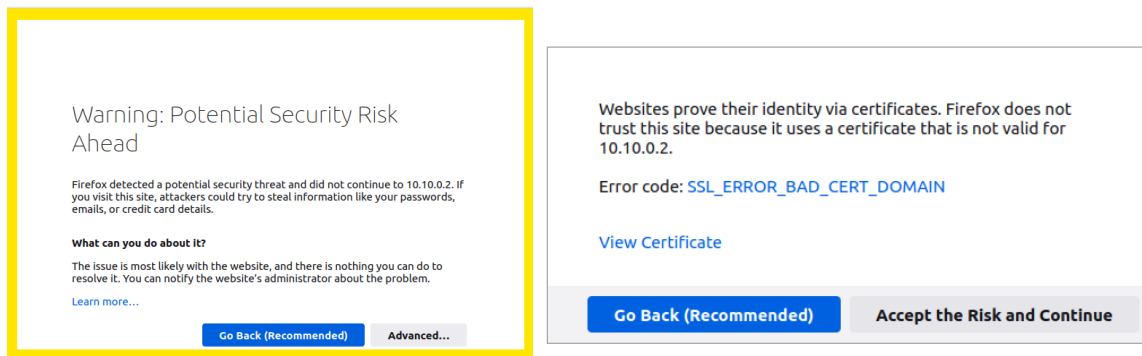 Warning: Potential Security Risk
Ahead
Firefox detected a potential security threat and did not continue to 10.10.0.2. If
you visit this site, attackers could try to steal information like your passwords,
emails, or credit card details.
What can you do about it?
The issue is most likely with the website, and there is nothing you can do to
resolve it. You can notify the website's administrator about the problem.
Learn more…
Go Back (Recommended)
Advanced...
Websites prove their identity via certificates. Firefox does not
trust this site because it uses a certificate that is not valid for
10.10.0.2.
Error code: SSL_ERROR_BAD_CERT_DOMAIN
View Certificate
Go Back (Recommended)
Accept the Risk and Continue